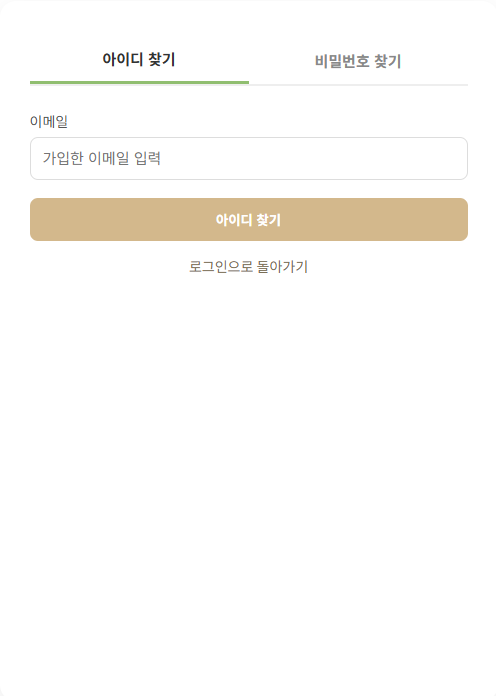 아이디 찾기
비밀번호 찾기
이메일
가입한 이메일 입력
아이디 찾기
로그인으로 돌아가기